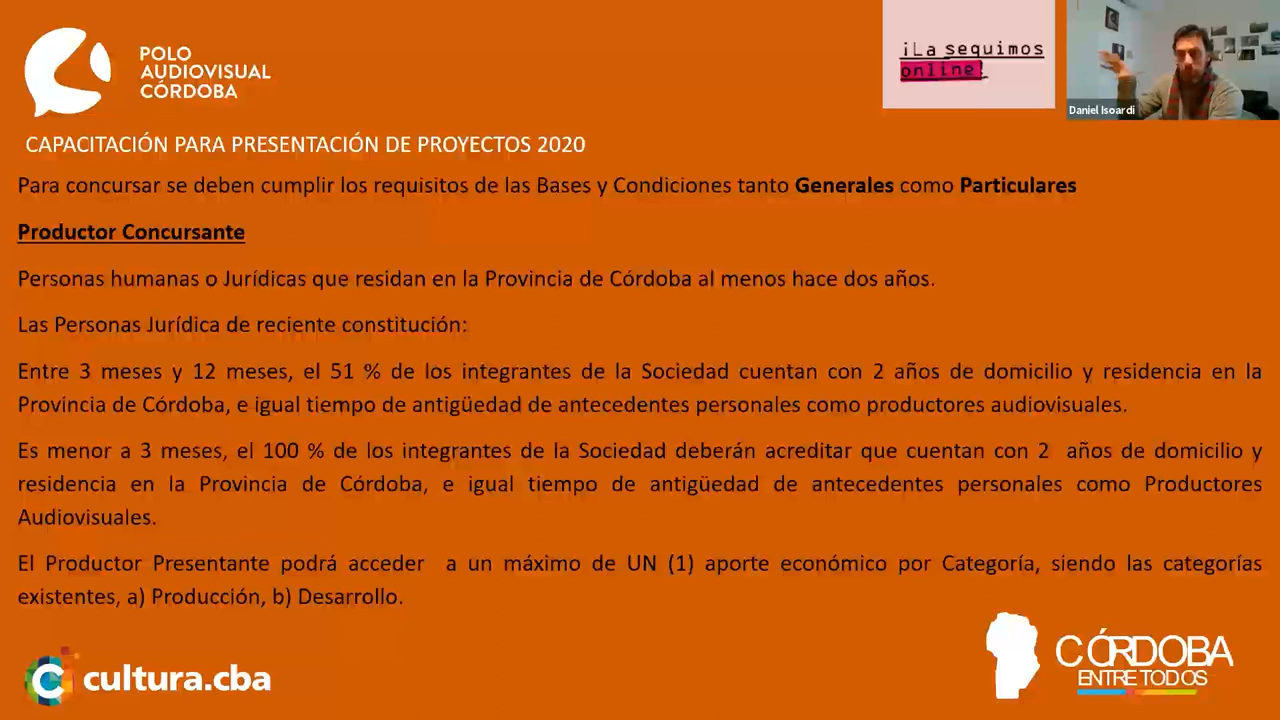 POLO
AUDIOVISUAL
CÓRDOBA
¡La seguimos
online!
Daniel Isoardi
CAPACITACIÓN PARA PRESENTACIÓN DE PROYECTOS 2020
Para concursar se deben cumplir los requisitos de las Bases y Condiciones tanto Generales como Particulares
Productor Concursante
Personas humanas o Jurídicas que residan en la Provincia de Córdoba al menos hace dos años.
Las Personas Jurídica de reciente constitución:
Entre 3 meses y 12 meses, el 51 % de los integrantes de la Sociedad cuentan con 2 años de domicilio y residencia en la
Provincia de Córdoba, e igual tiempo de antigüedad de antecedentes personales como productores audiovisuales.
Es menor a 3 meses, el 100 % de los integrantes de la Sociedad deberán acreditar que cuentan con 2 años de domicilio y
residencia en la Provincia de Córdoba, e igual tiempo de antigüedad de antecedentes personales como Productores
Audiovisuales.
El Productor Presentante podrá acceder a un máximo de UN (1) aporte económico por Categoría, siendo las categorías
existentes, a) Producción, b) Desarrollo.
cultura.cba
CÓRDOBA
ENTRE TODOS